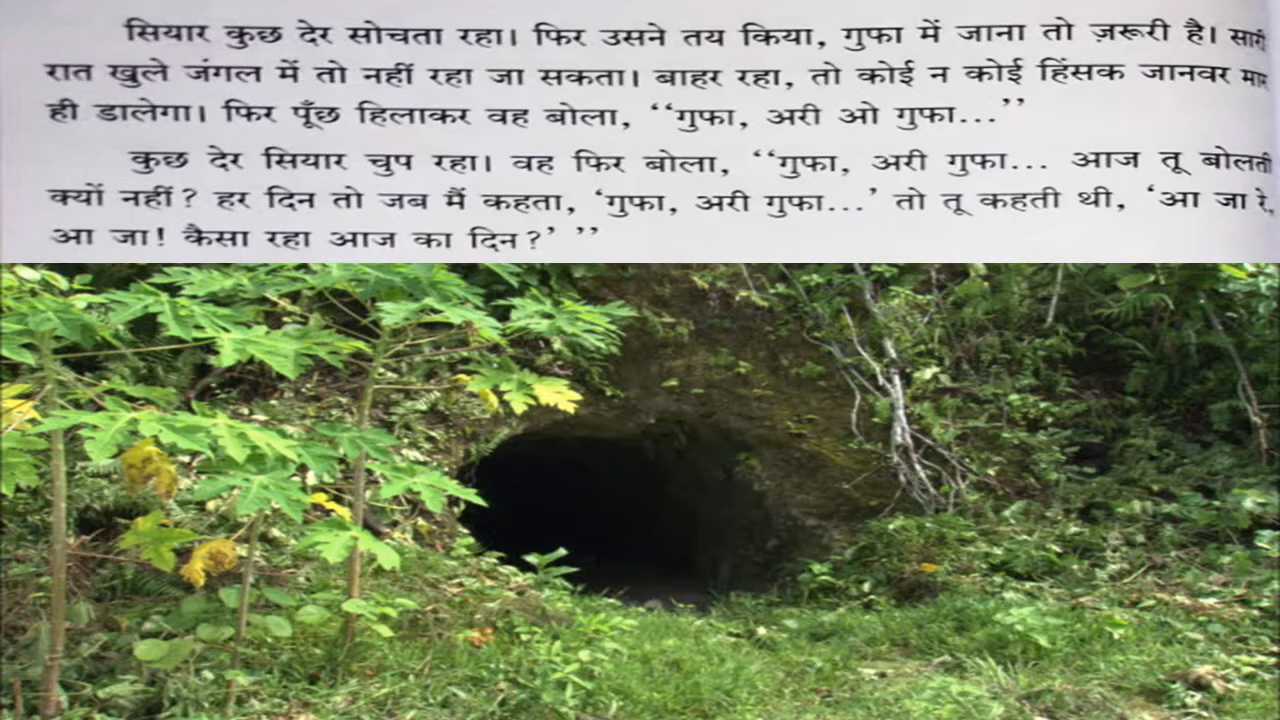 सियार कुछ देर सोचता रहा। फिर उसने तय किया, गुफा में जाना तो ज़रूरी है। सारी
रात खुले जंगल में तो नहीं रहा जा सकता। बाहर रहा, तो कोई न कोई हिंसक जानवर मार
ही डालेगा। फिर पूँछ हिलाकर वह बोला, “गुफा, अरी ओ गुफा...”
कुछ देर सियार चुप रहा। वह फिर बोला, “गुफा, अरी गुफा... आज तू बोलती
क्यों नहीं? हर दिन तो जब मैं कहता, ‘गुफा, अरी गुफा...’ तो तू कहती थी, ‘आ जा रे,
आ जा! कैसा रहा आज का दिन?’ ”